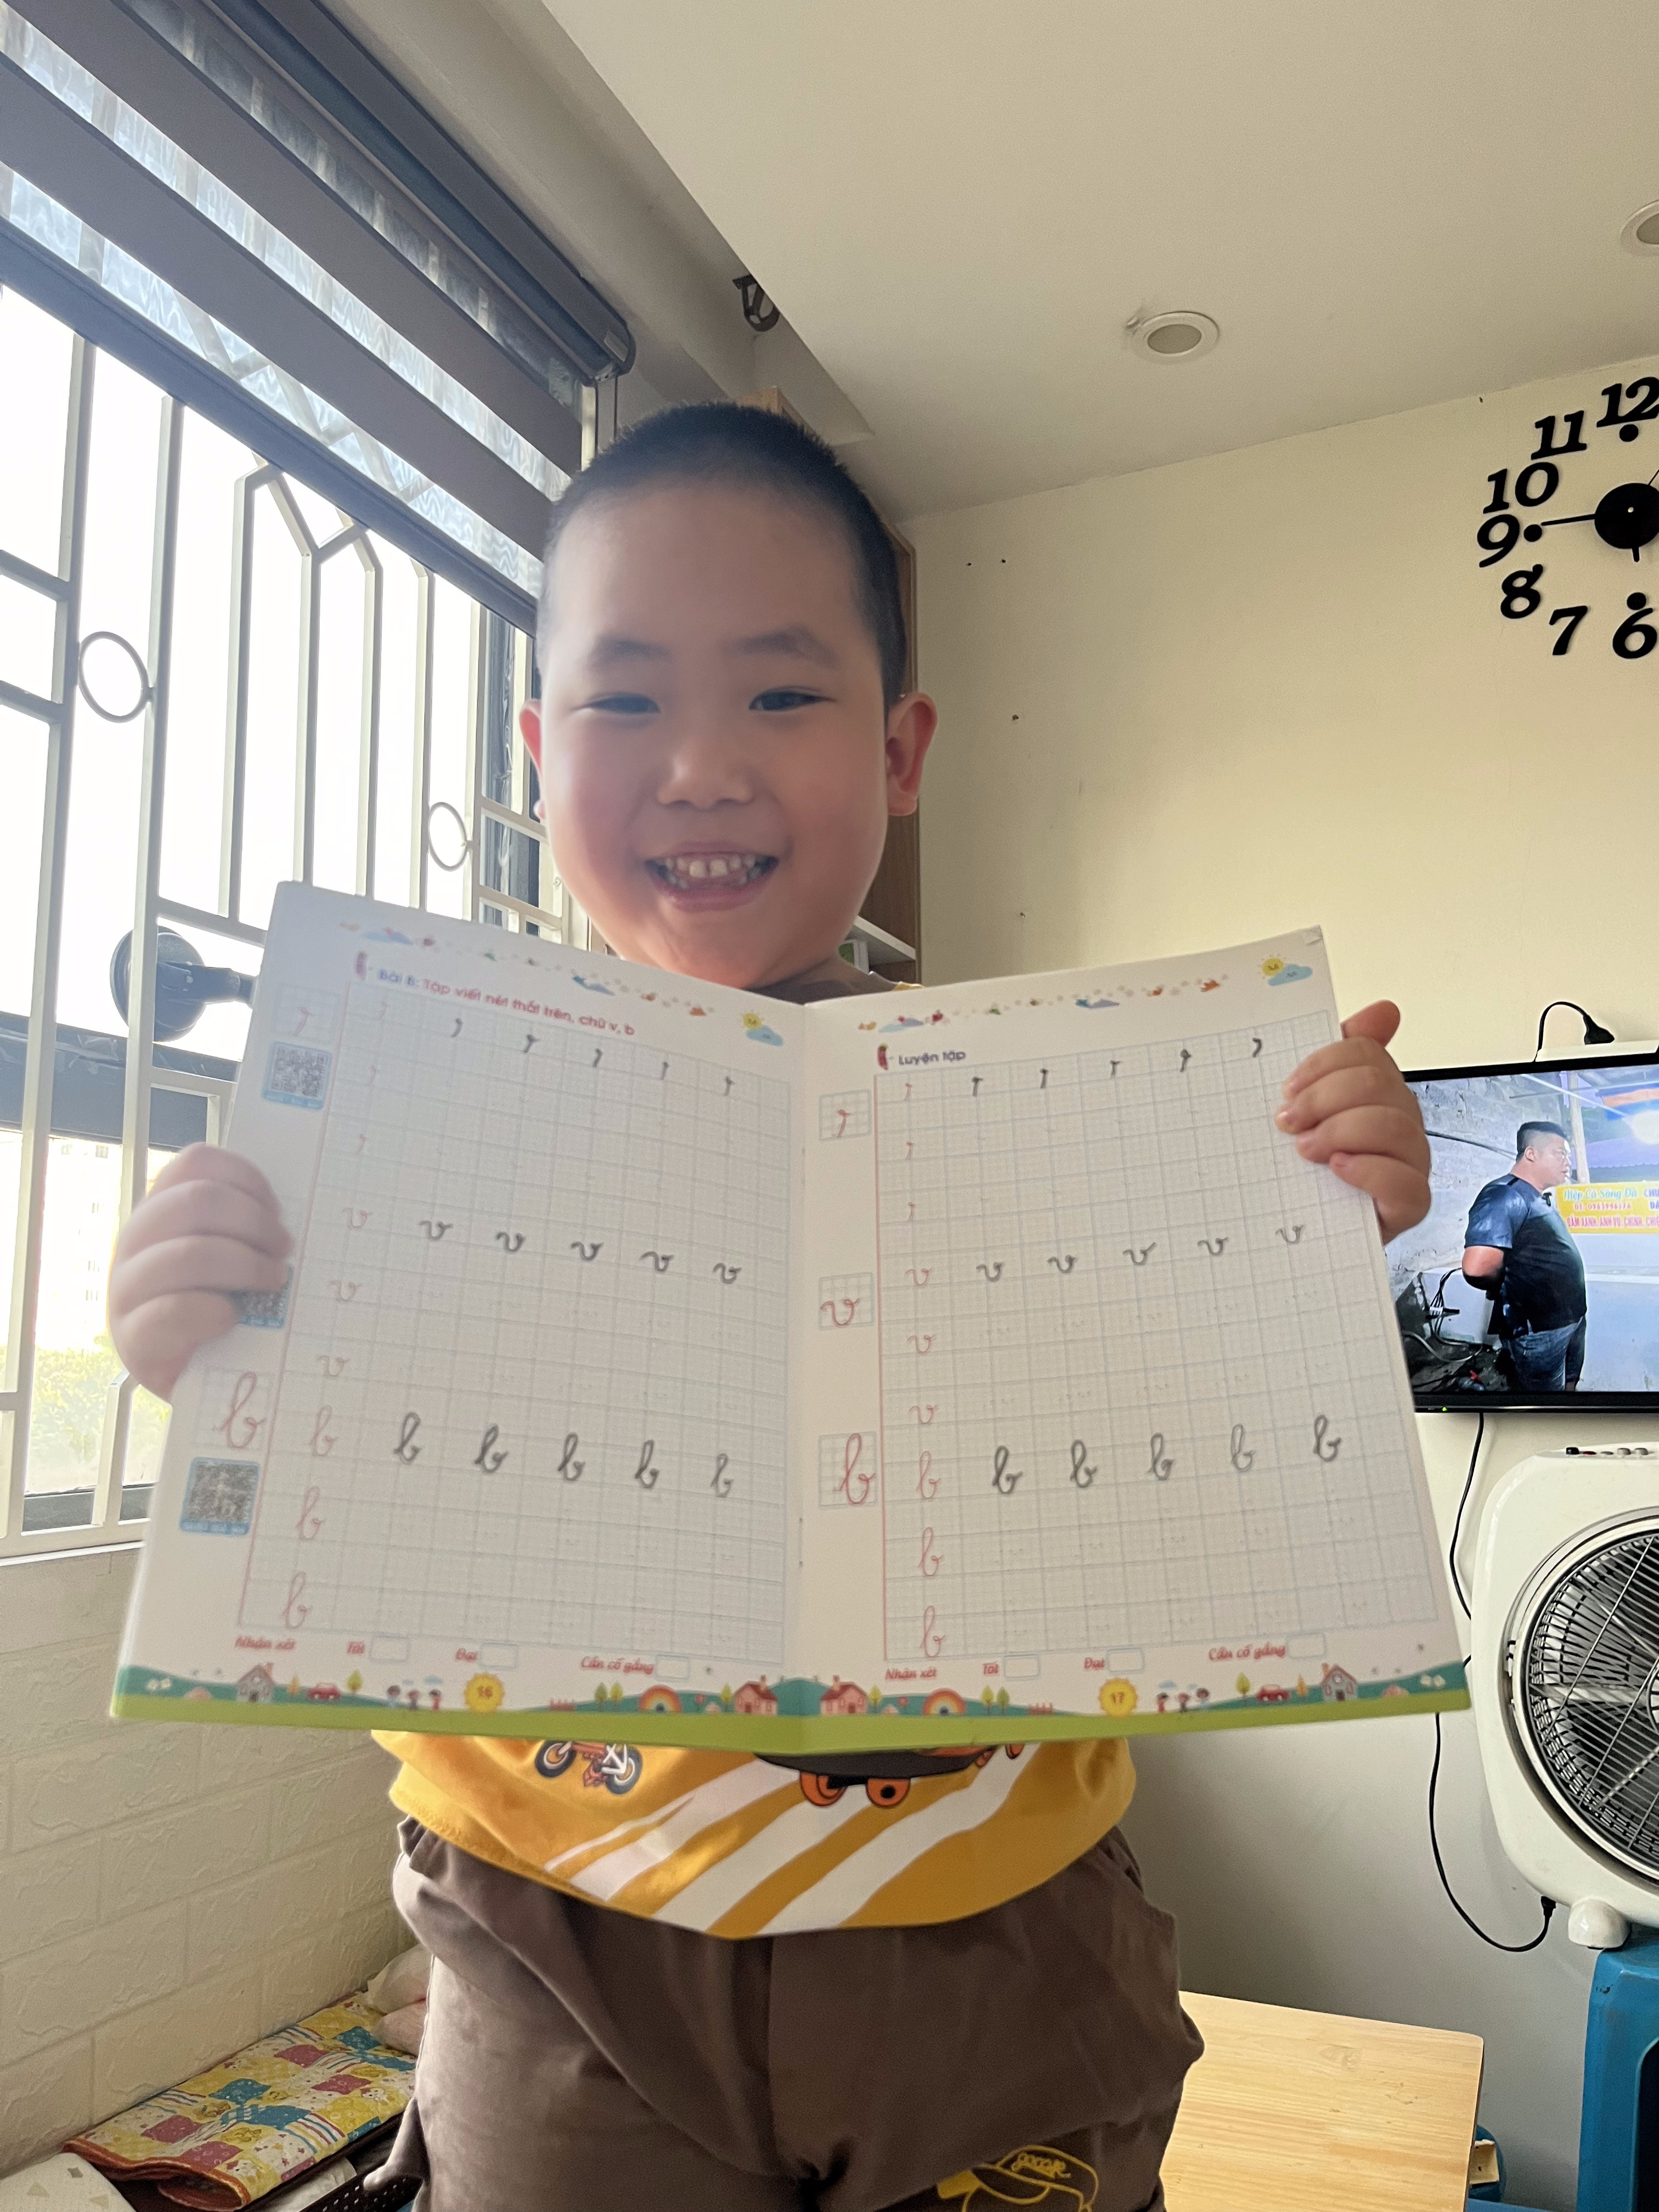 Bài 6: Tập viết nét thắt trên, chữ v, b
v v v v v v
v
v
b b b b b b b
b
b
Nhận xét Tốt Đạt Cần cố gắng
16
Luyện tập
v v v v v v v
v
v
b b b b b b b
b
b
Nhận xét Tốt Đạt Cần cố gắng
17
12
11
10
9
8
7
6